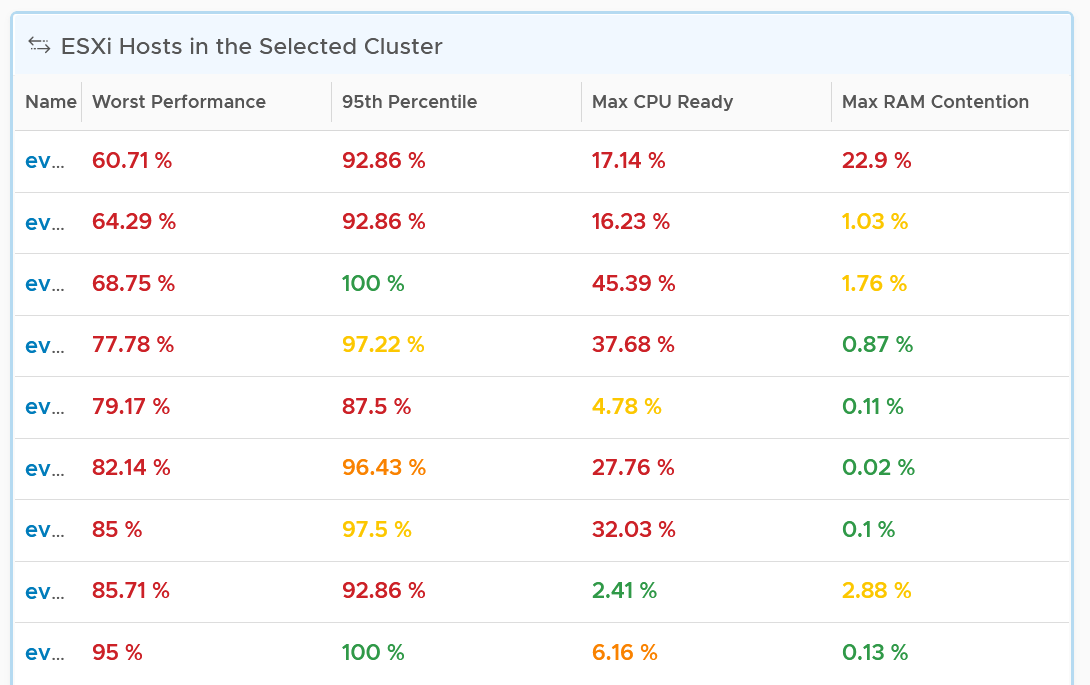 ESXi Hosts in the Selected Cluster
Name Worst Performance 95th Percentile Max CPU Ready Max RAM Contention
ev... 60.71 % 92.86 % 17.14 % 22.9 %
ev... 64.29 % 92.86 % 16.23 % 1.03 %
ev... 68.75 % 100 % 45.39 % 1.76 %
ev... 77.78 % 97.22 % 37.68 % 0.87 %
ev... 79.17 % 87.5 % 4.78 % 0.11 %
ev... 82.14 % 96.43 % 27.76 % 0.02 %
ev... 85 % 97.5 % 32.03 % 0.1 %
ev... 85.71 % 92.86 % 2.41 % 2.88 %
ev... 95 % 100 % 6.16 % 0.13 %